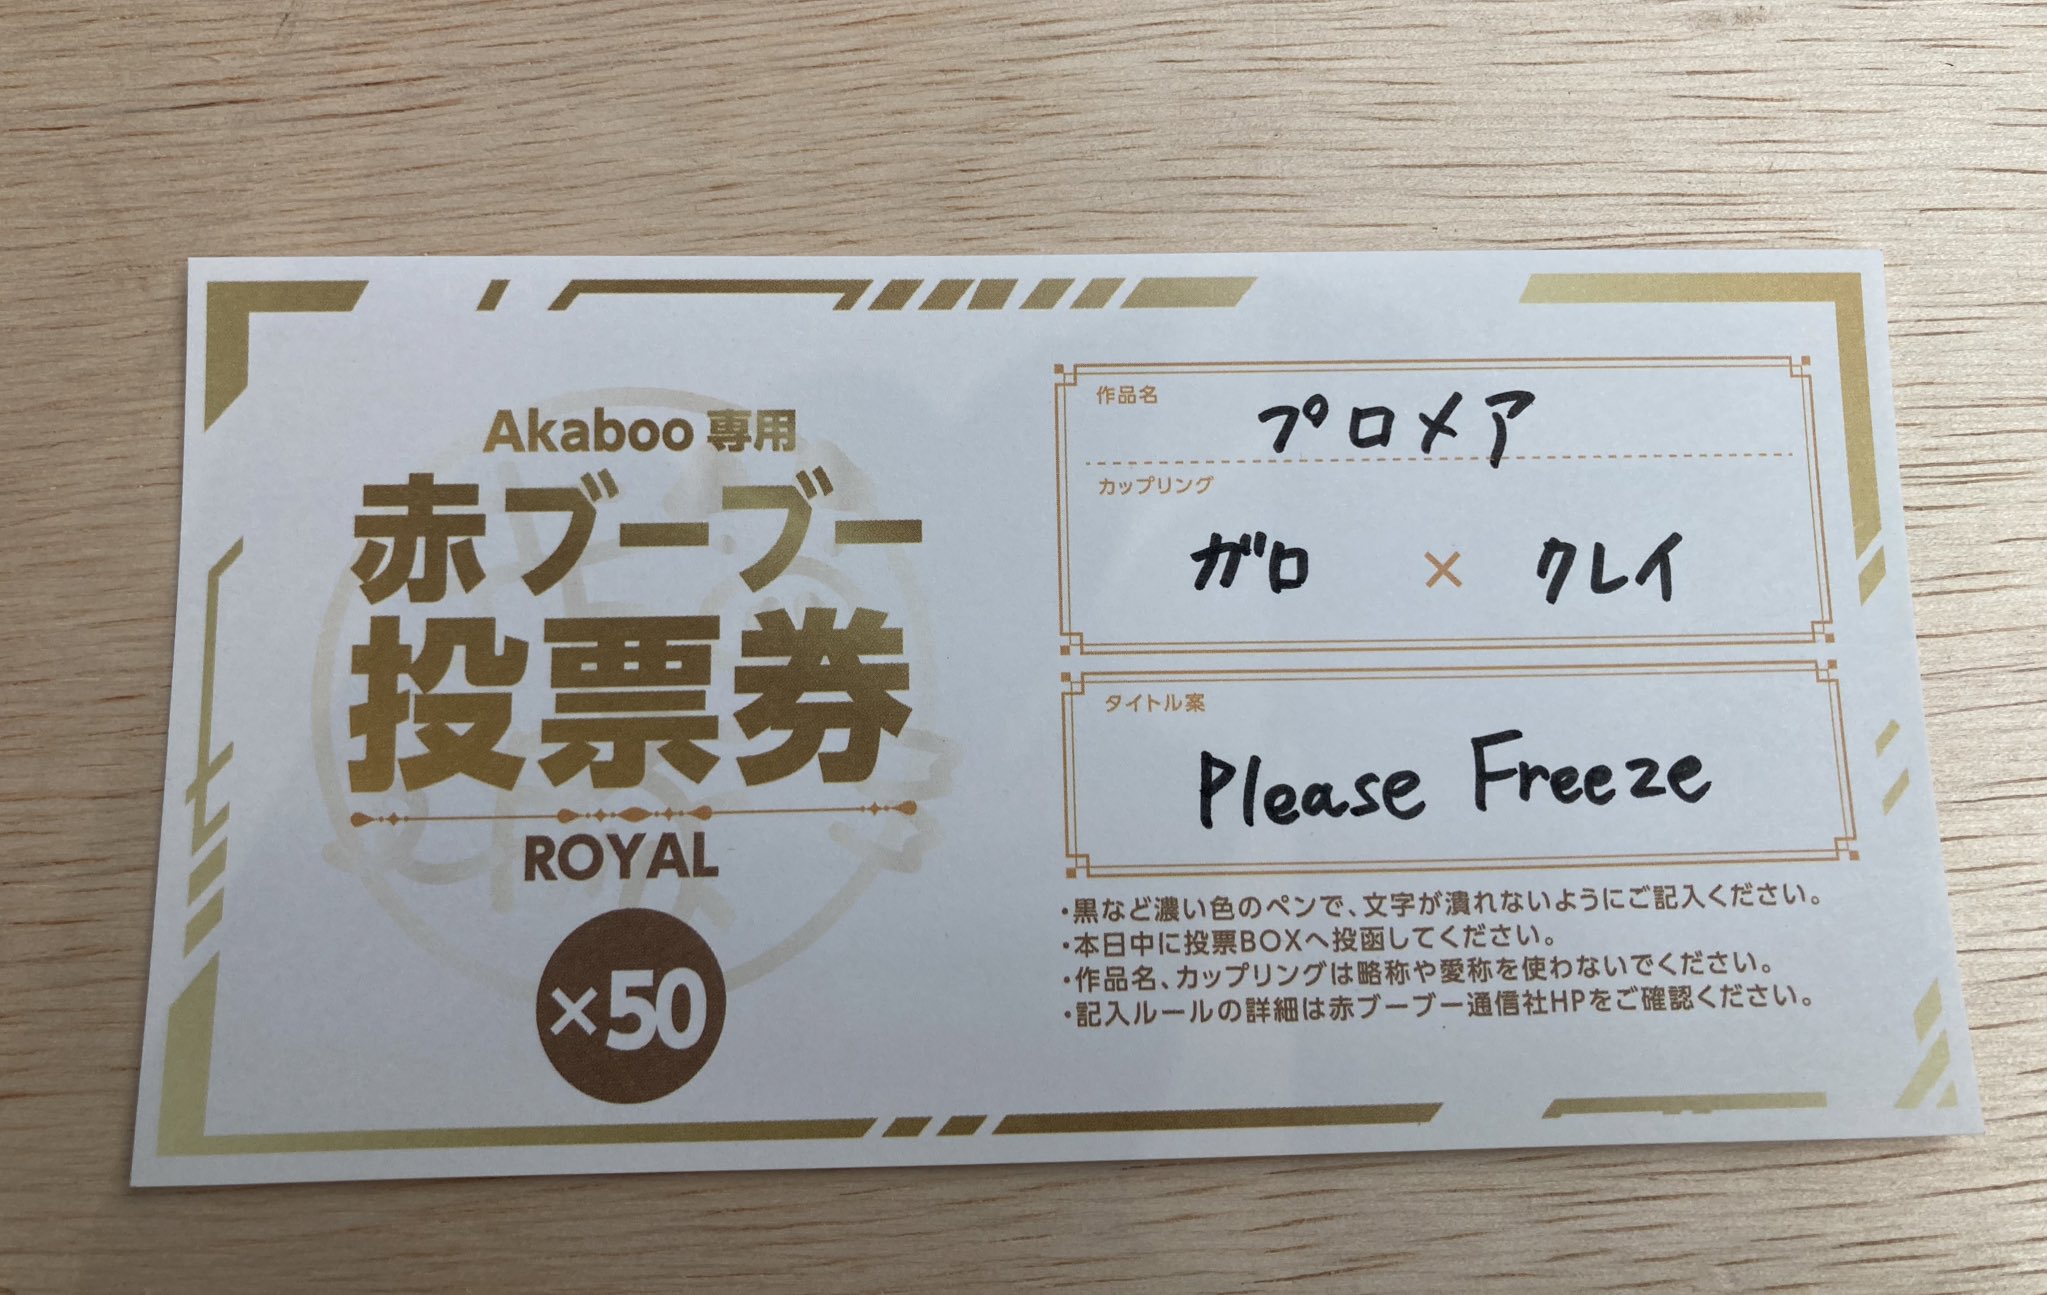 Akaboo 専用
赤ブーブー
投票券
ROYAL
×50
作品名
プロメア
カップリング
ガロ × クレイ
タイトル案
Please Freeze
・黒など濃い色のペンで、文字が潰れないようにご記入ください。
・本日中に投票BOXへ投函してください。
・作品名、カップリングは略称や愛称を使わないでください。
・記入ルールの詳細は赤ブーブー通信社HPをご確認ください。